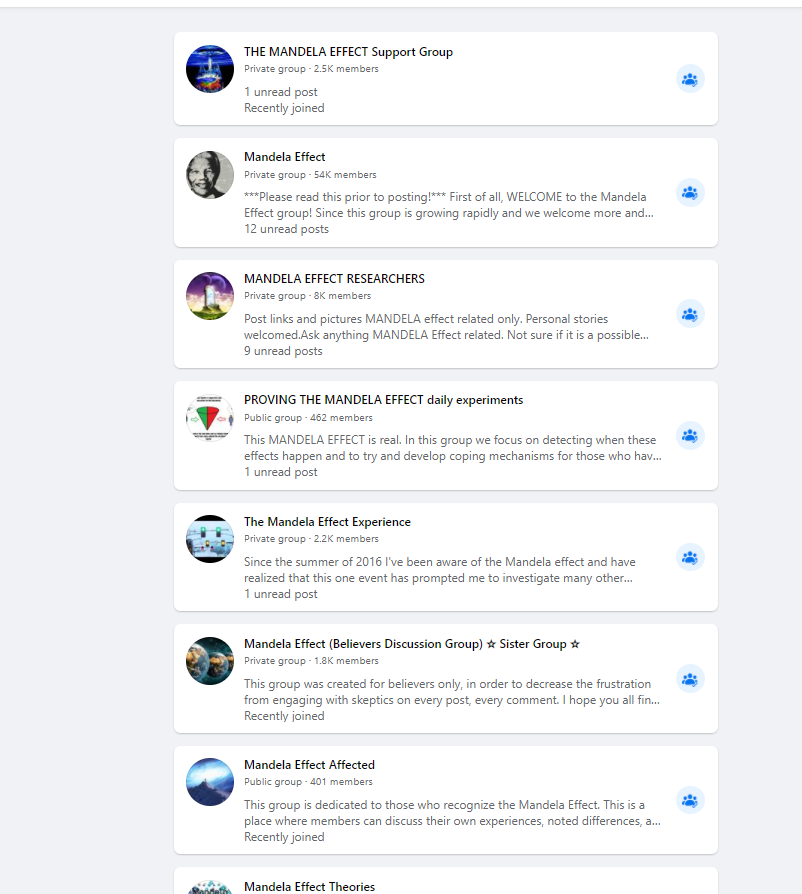 THE MANDELA EFFECT Support Group
Private group · 2.5K members
1 unread post
Recently joined
Mandela Effect
Private group · 54K members
***Please read this prior to posting!*** First of all, WELCOME to the Mandela
Effect group! Since this group is growing rapidly and we welcome more and...
12 unread posts
MANDELA EFFECT RESEARCHERS
Private group · 8K members
Post links and pictures MANDELA effect related only. Personal stories
welcomed.Ask anything MANDELA Effect related. Not sure if it is a possible...
9 unread posts
PROVING THE MANDELA EFFECT daily experiments
Public group · 462 members
This MANDELA EFFECT is real. In this group we focus on detecting when these
effects happen and to try and develop coping mechanisms for those who hav...
1 unread post
The Mandela Effect Experience
Private group · 2.2K members
Since the summer of 2016 I've been aware of the Mandela effect and have
realized that this one event has prompted me to investigate many other...
1 unread post
Mandela Effect (Believers Discussion Group) ☆ Sister Group ☆
Private group · 1.8K members
This group was created for believers only, in order to decrease the frustration
from engaging with skeptics on every post, every comment. I hope you all fin...
Recently joined
Mandela Effect Affected
Public group · 401 members
This group is dedicated to those who recognize the Mandela Effect. This is a
place where members can discuss their own experiences, noted differences, a...
Recently joined
Mandela Effect Theories